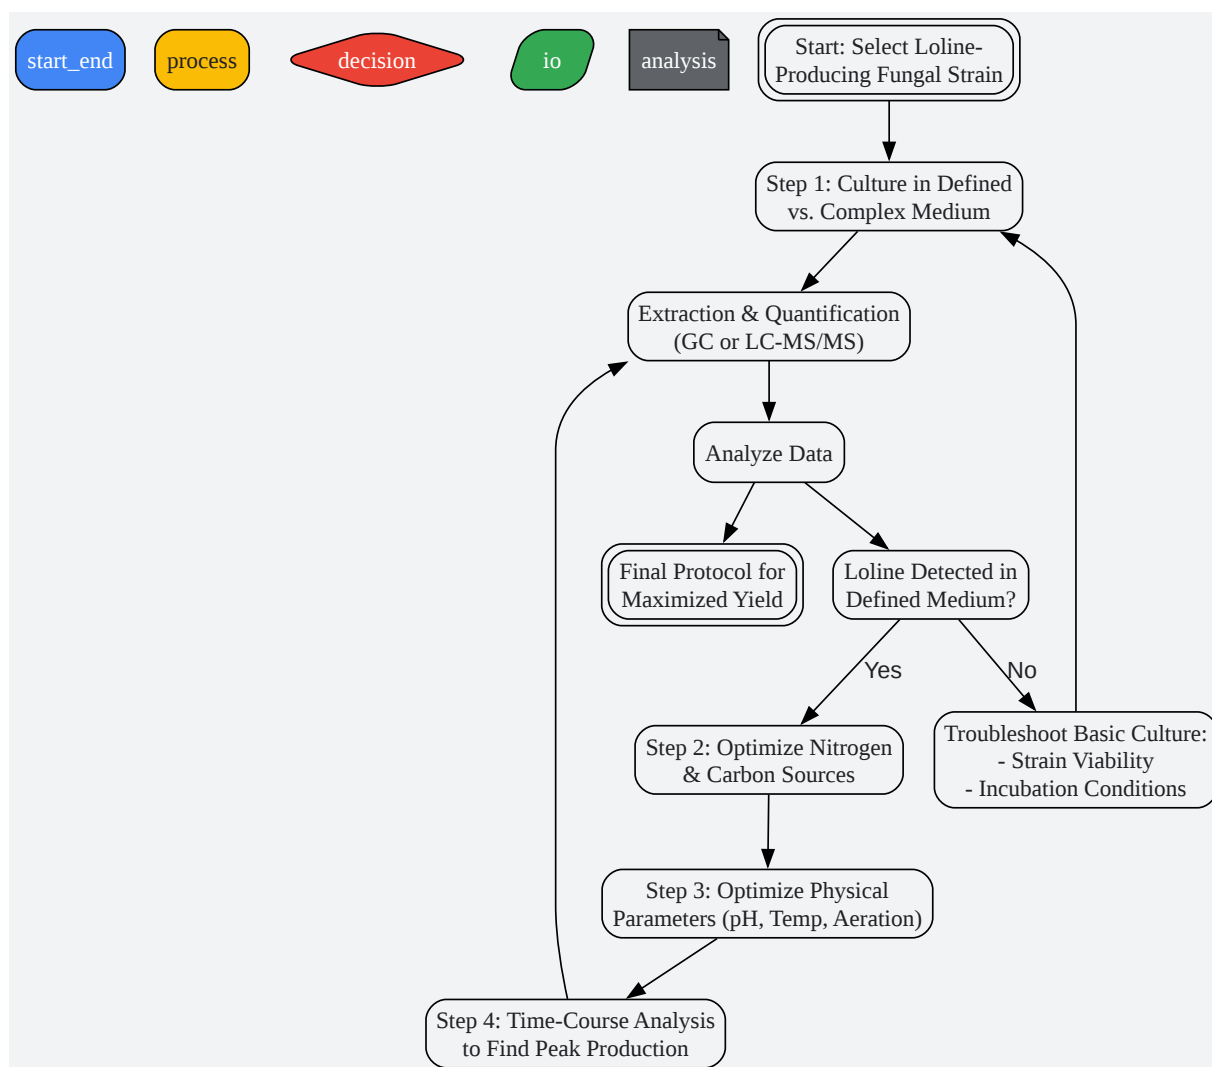 start_end
process
decision
io
analysis
Start: Select Loline-
Producing Fungal Strain
Step 1: Culture in Defined
vs. Complex Medium
Extraction & Quantification
(GC or LC-MS/MS)
Analyze Data
Final Protocol for
Maximized Yield
Loline Detected in
Defined Medium?
Yes
No
Step 2: Optimize Nitrogen
& Carbon Sources
Troubleshoot Basic Culture:
- Strain Viability
- Incubation Conditions
Step 3: Optimize Physical
Parameters (pH, Temp, Aeration)
Step 4: Time-Course Analysis
to Find Peak Production